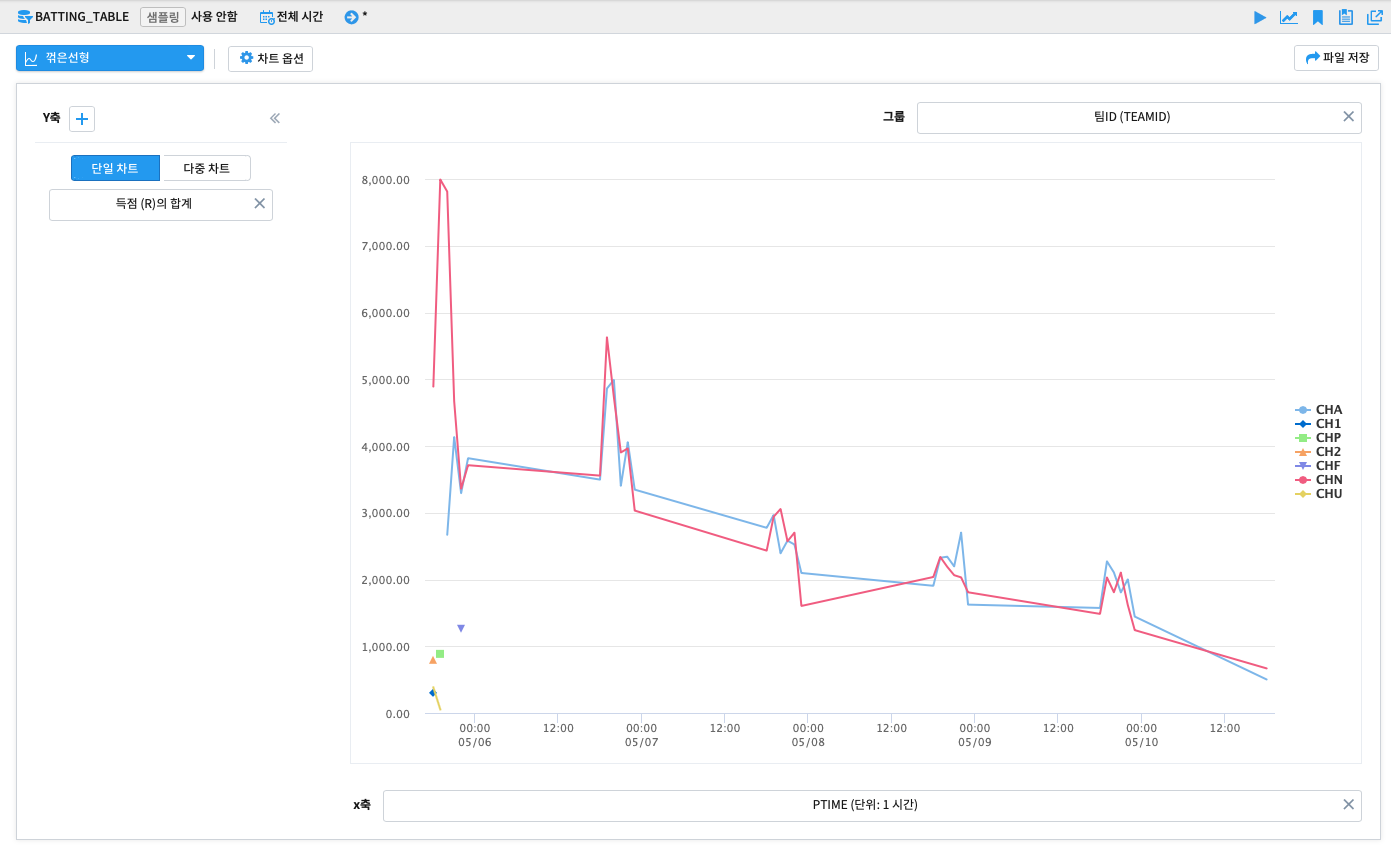 BATTING_TABLE 샘플링 사용 안함 전체 시간 *
꺾은선형 차트 옵션 파일 저장
Y축
그룹 팀ID (TEAMID)
단일 차트 다중 차트
득점 (R)의 합계
8,000.00
7,000.00
6,000.00
5,000.00
4,000.00
3,000.00
2,000.00
1,000.00
0.00
CHA
CH1
CHP
CH2
CHF
CHN
CHU
00:00 12:00 00:00 12:00 00:00 12:00 00:00 12:00 00:00 12:00
05/06 05/07 05/08 05/09 05/10
x축 PTIME (단위: 1 시간)